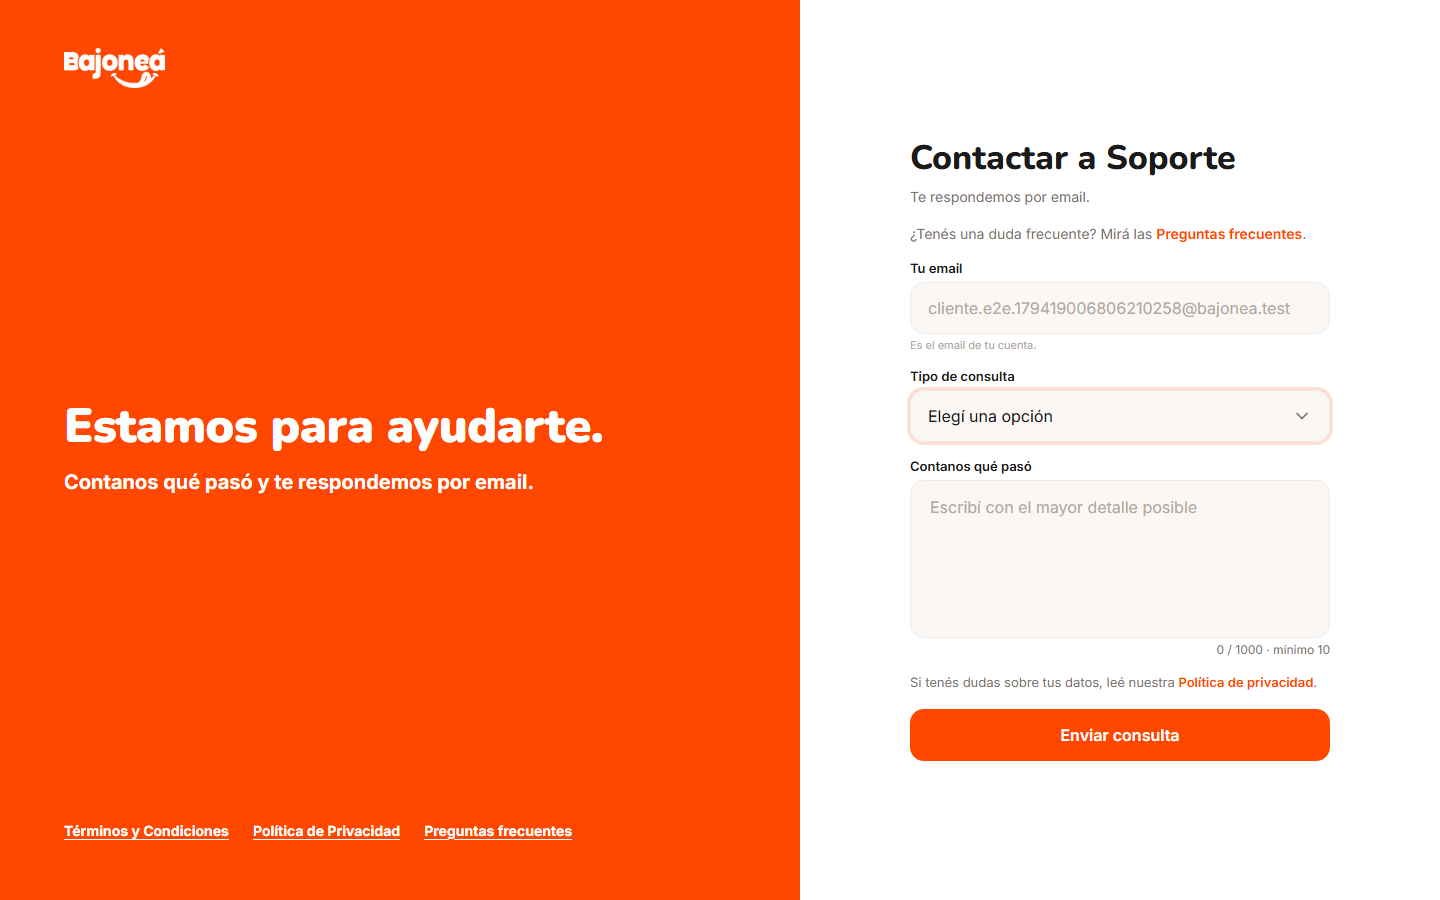 Bajoneá
Estamos para ayudarte.
Contanos qué pasó y te respondemos por email.
Términos y Condiciones
Política de Privacidad
Preguntas frecuentes
Contactar a Soporte
Te respondemos por email.
¿Tenés una duda frecuente? Mirá las Preguntas frecuentes.
Tu email
cliente.e2e.179419006806210258@bajonea.test
Es el email de tu cuenta.
Tipo de consulta
Elegí una opción
Contanos qué pasó
Escribí con el mayor detalle posible
0 / 1000 · mínimo 10
Si tenés dudas sobre tus datos, leé nuestra Política de privacidad.
Enviar consulta